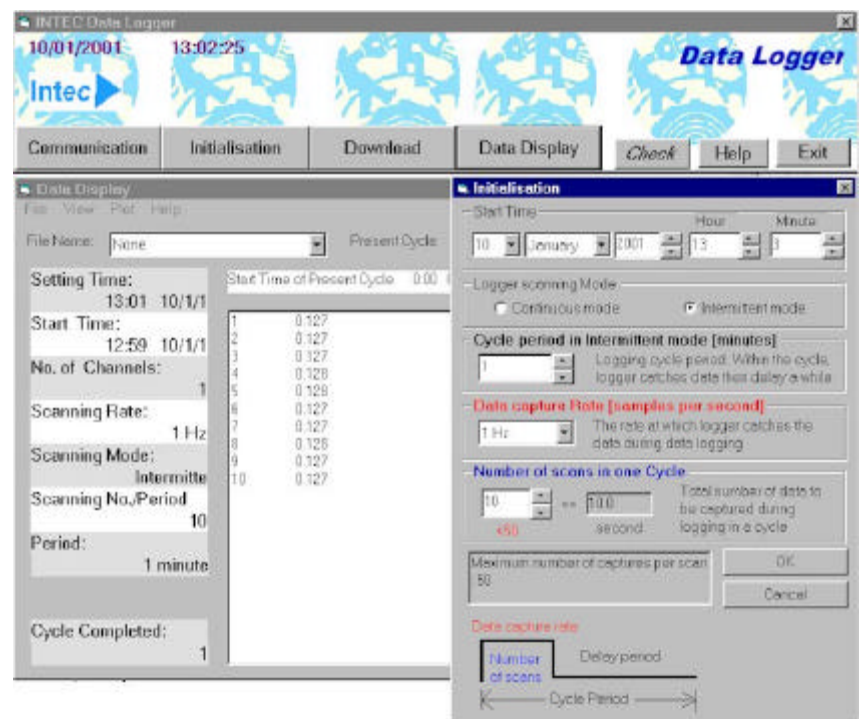 INTEC Data Logger
10/01/2001 13:02:25
Data Logger
Intec
Communication Initialisation Download Data Display Check Help Exit
Data Display
File View Plot Help
File Name: None Present Cycle
Setting Time:
13:01 10/1/1
Start Time:
12:59 10/1/1
No. of Channels:
1
Scanning Rate:
1 Hz
Scanning Mode:
Intermitte
Scanning No./Period
10
Period:
1 minute
Cycle Completed:
1
Start Time of Present Cycle 0:00
1 0.127
2 0.127
3 0.127
4 0.128
5 0.128
6 0.127
7 0.127
8 0.128
9 0.127
10 0.127
Initialisation
Start Time
Hour Minute
10 January 2001 13 3
Logger scanning Mode
Continuous mode Intermittent mode
Cycle period in Intermittent mode [minutes]
1
Logging cycle period. Within the cycle,
logger catches data then delay a while
Data capture Rate [samples per second]
1 Hz
The rate at which logger catches the
data during data logging
Number of scans in one Cycle
10 == 10.0
<50 second
Total number of data to
be captured during
logging in a cycle
Maximum number of captures per scan
50
OK
Cancel
Data capture rate
Number
of scans
Delay period
Cycle Period